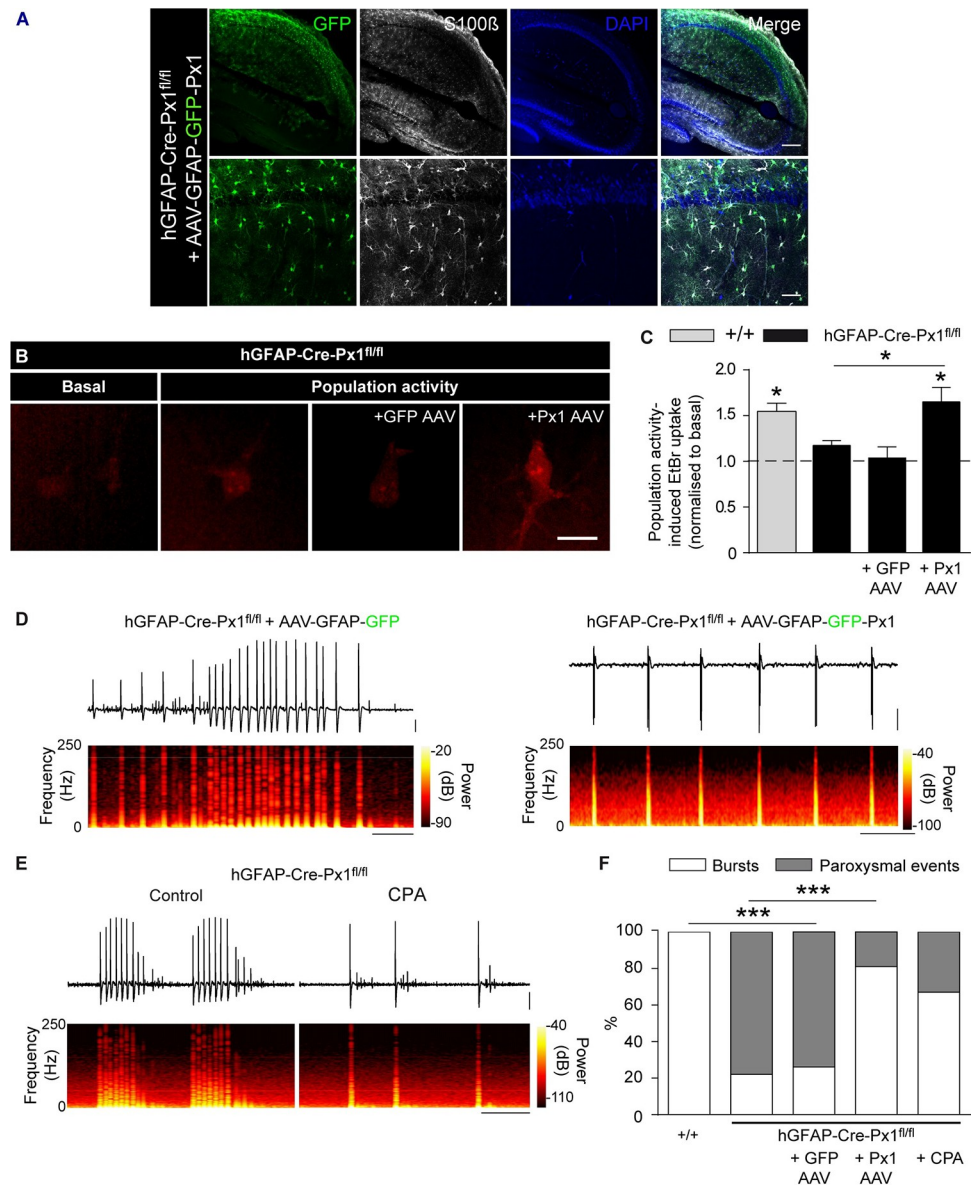 A
hGFAP-Cre-Px1fl/fl
+ AAV-GFAP-GFP-Px1
GFP
S100ß
DAPI
Merge
B
hGFAP-Cre-Px1fl/fl
Basal
Population activity
+GFP AAV
+Px1 AAV
C
+/+
hGFAP-Cre-Px1fl/fl
*
*
*
Population activity-
induced EtBr uptake
(normalised to basal)
2.0
1.5
1.0
0.5
0
+ GFP
AAV
+ Px1
AAV
D
hGFAP-Cre-Px1fl/fl + AAV-GFAP-GFP
Frequency
(Hz)
250
0
-20
-90
Power
(dB)
hGFAP-Cre-Px1fl/fl + AAV-GFAP-GFP-Px1
Frequency
(Hz)
250
0
-40
-100
Power
(dB)
E
hGFAP-Cre-Px1fl/fl
Control
CPA
Frequency
(Hz)
250
0
-40
-110
Power
(dB)
F
Bursts
Paroxysmal events
***
***
%
100
80
60
40
20
0
+/+
hGFAP-Cre-Px1fl/fl
+ GFP
AAV
+ Px1
AAV
+ CPA